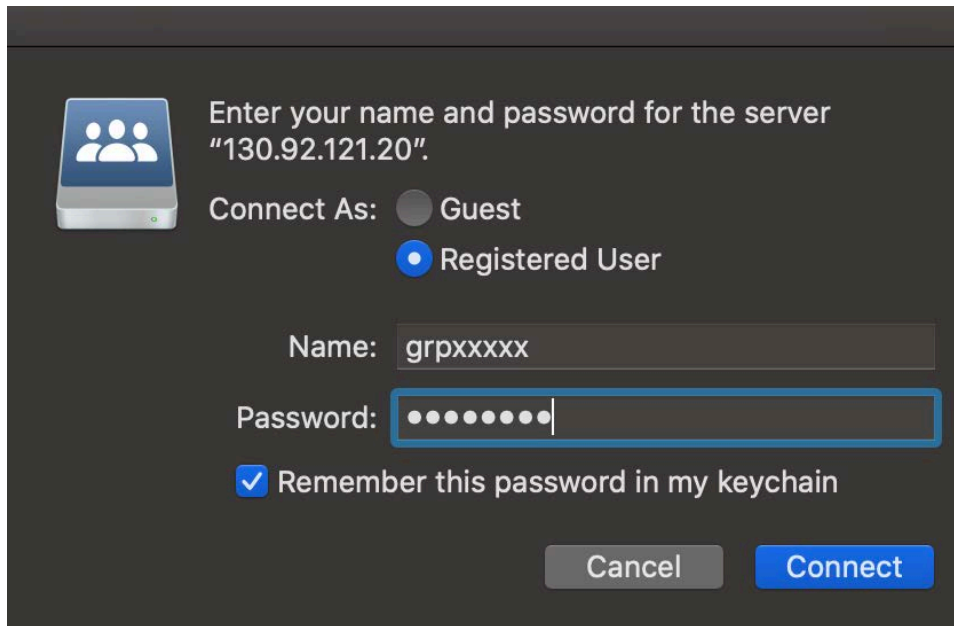 Enter your name and password for the server
“130.92.121.20”.
Connect As: Guest
Registered User
Name: grpxxxxx
Password: ••••••••
Remember this password in my keychain
Cancel Connect